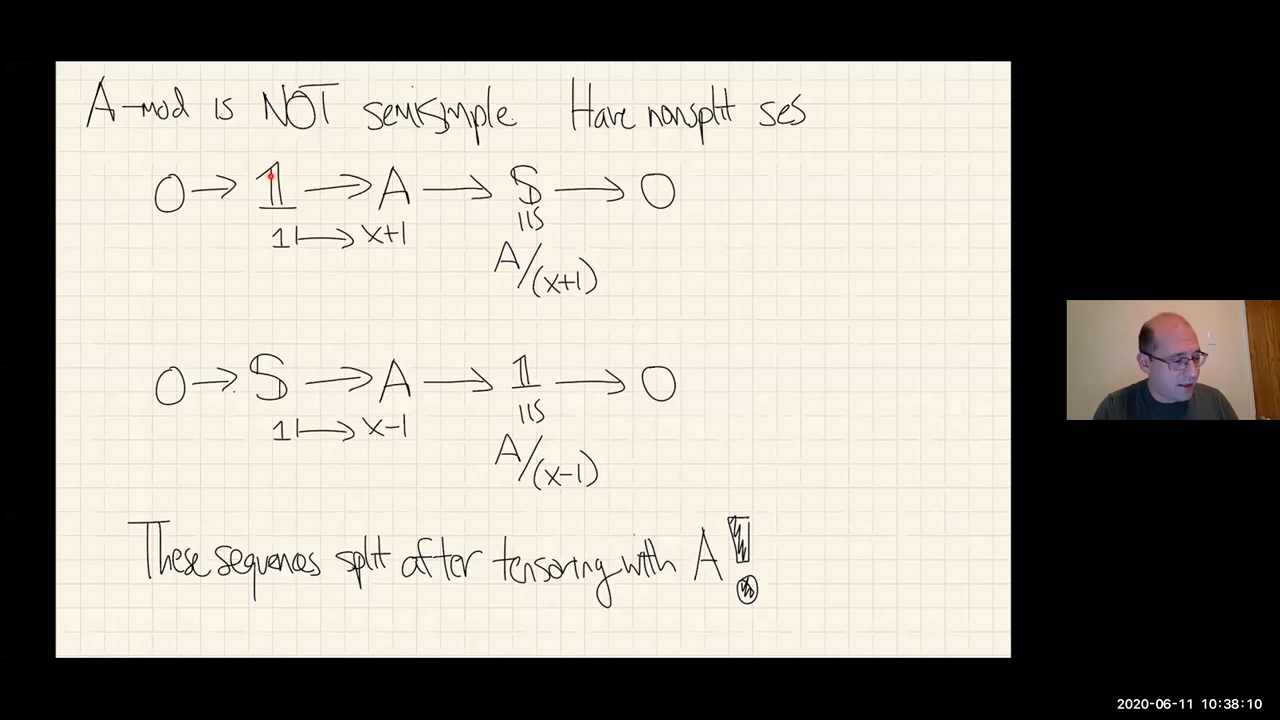 A-mod is NOT semisimple. Have nonsplit ses
0 → 𝟙 → A → S → 0
1 ↦ x+1
≅
A/(x+1)
0 → S → A → 𝟙 → 0
1 ↦ x-1
≅
A/(x-1)
These sequences split after tensoring with A!
2020-06-11 10:38:10